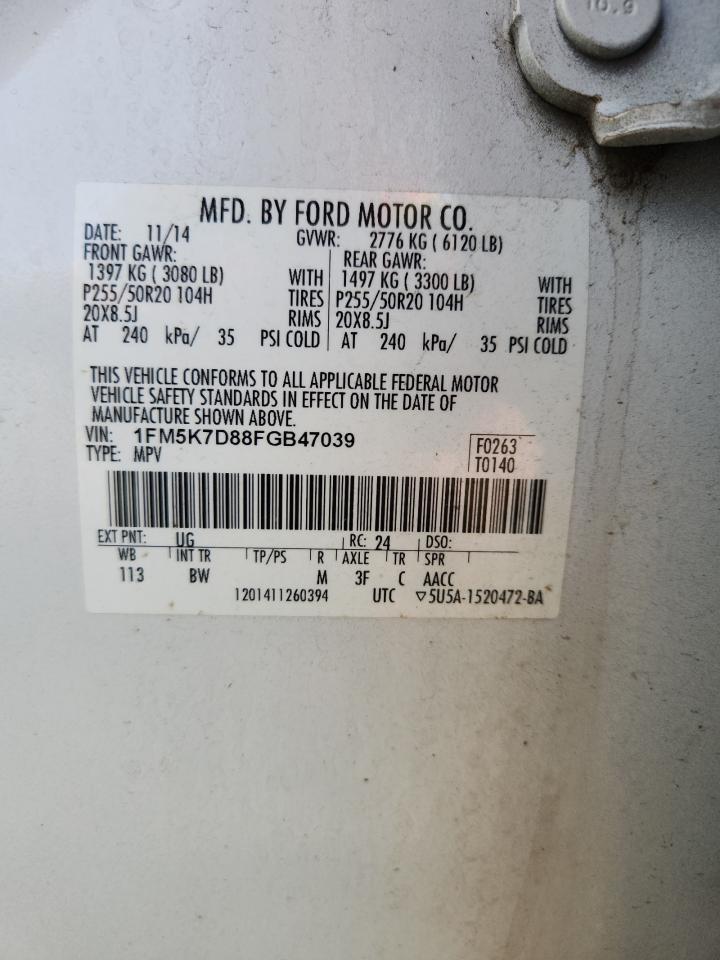 10.9
MFD. BY FORD MOTOR CO.
DATE: 11/14 GVWR: 2776 KG ( 6120 LB)
FRONT GAWR: REAR GAWR:
1397 KG ( 3080 LB) WITH 1497 KG ( 3300 LB) WITH
P255/50R20 104H TIRES P255/50R20 104H TIRES
20X8.5J RIMS 20X8.5J RIMS
AT 240 kPa/ 35 PSI COLD AT 240 kPa/ 35 PSI COLD
THIS VEHICLE CONFORMS TO ALL APPLICABLE FEDERAL MOTOR
VEHICLE SAFETY STANDARDS IN EFFECT ON THE DATE OF
MANUFACTURE SHOWN ABOVE.
VIN: 1FM5K7D88FGB47039 F0263
TYPE: MPV T0140
EXT PNT: UG RC: 24 DSO:
WB INT TR TP/PS R AXLE TR SPR
113 BW M 3F C AACC
1201411260394 UTC ▽5U5A-1520472-BA